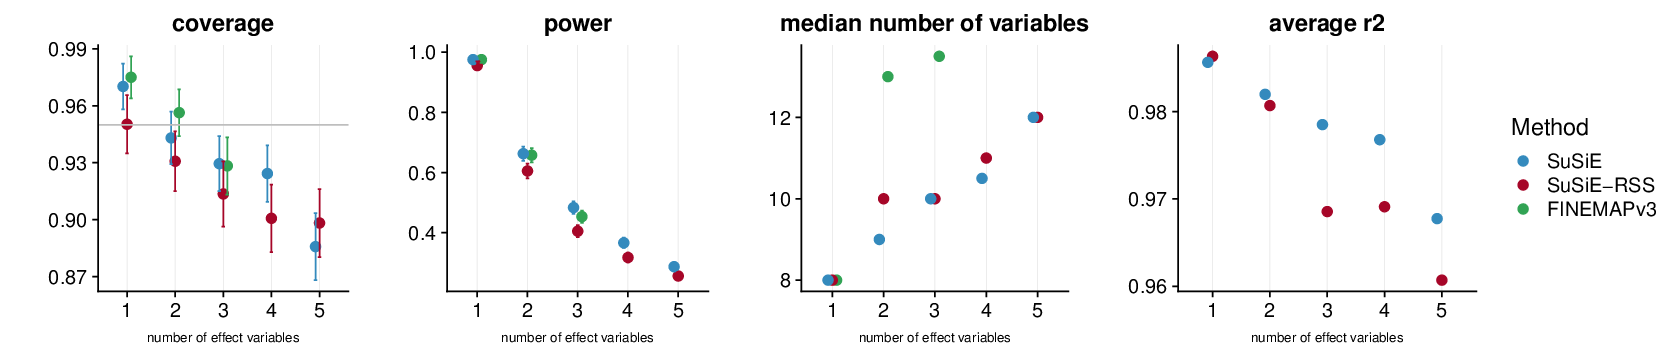 coverage
0.99
0.96
0.93
0.90
0.87
1 2 3 4 5
number of effect variables
power
1.0
0.8
0.6
0.4
1 2 3 4 5
number of effect variables
median number of variables
12
10
8
1 2 3 4 5
number of effect variables
average r2
0.98
0.97
0.96
1 2 3 4 5
number of effect variables
Method
SuSiE
SuSiE−RSS
FINEMAPv3